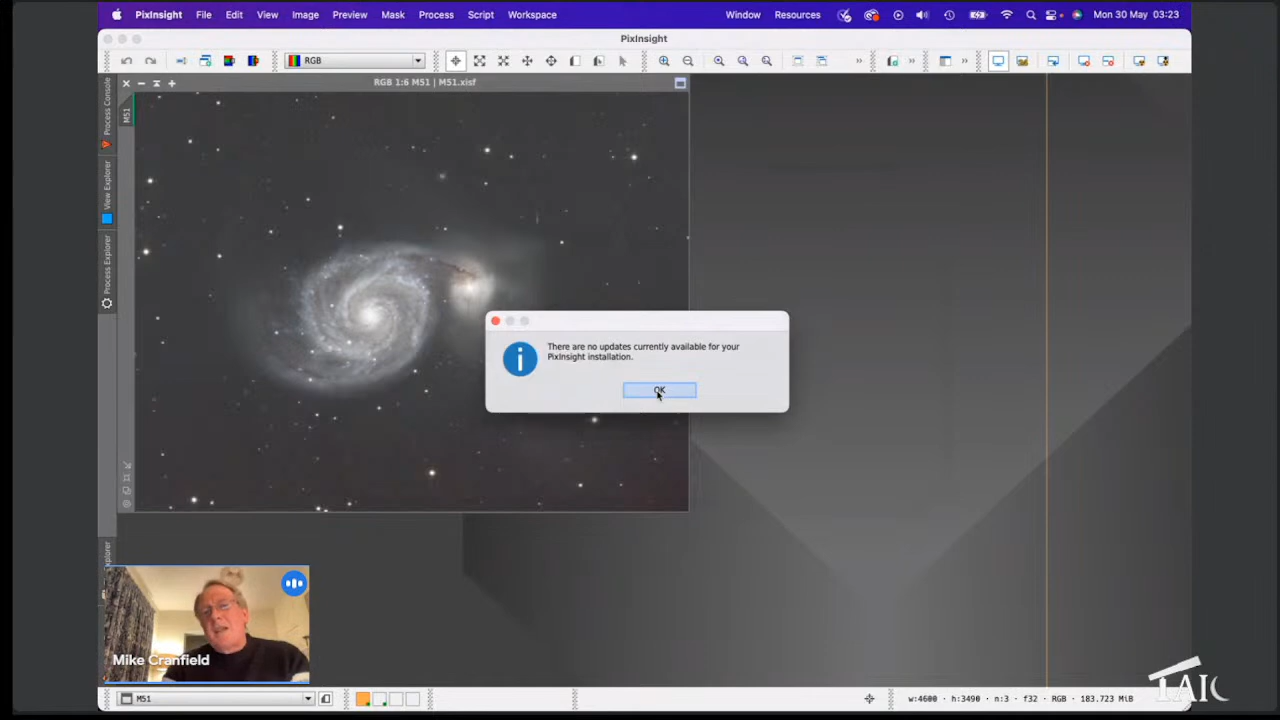 PixInsight File Edit View Image Preview Mask Process Script Workspace Window Resources Mon 30 May 03:23
PixInsight
RGB
RGB 1:6 M51 | M51.xisf
M51
Process Console
View Explorer
Process Explorer
There are no updates currently available for your
PixInsight installation.
OK
xplorer
Mike Cranfield
M51
w:4600 · h:3490 · n:3 · f32 · RGB · 183.723 MiB
TAIC